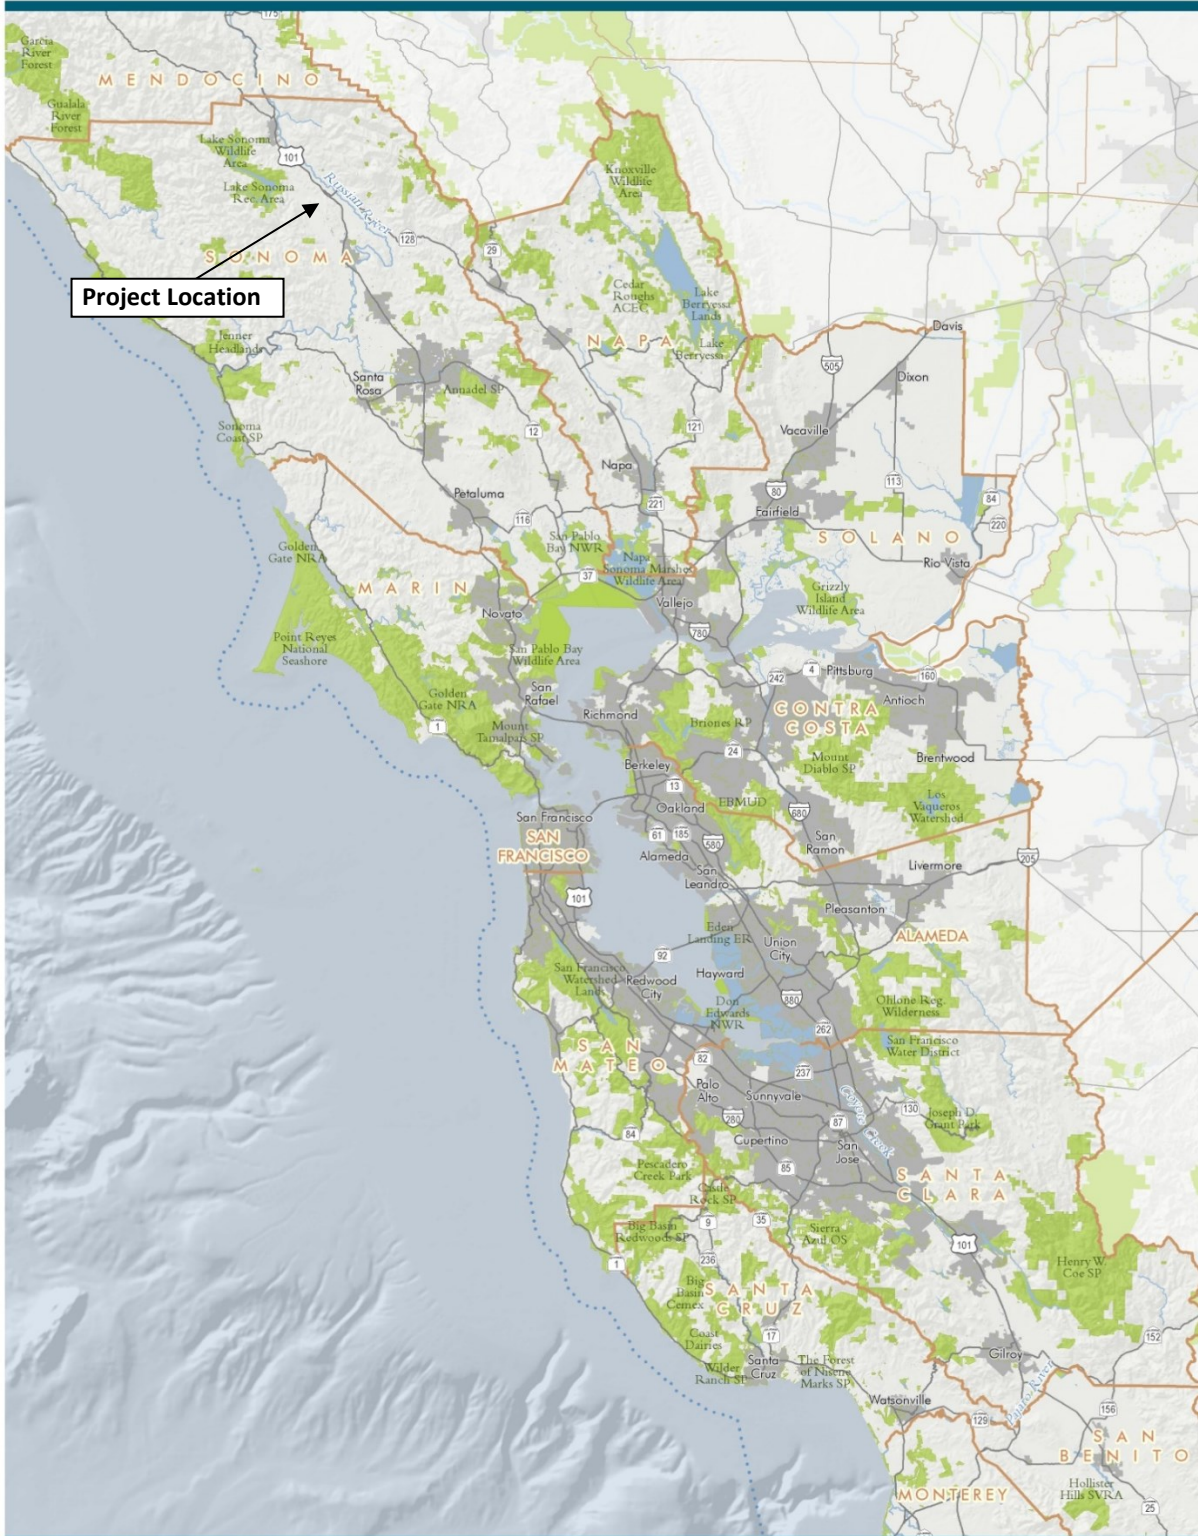 175
Garcia
River
Forest
MENDOCINO
Gualala
River
Forest
Lake Sonoma
Wildlife
Area
101
Lake Sonoma
Rec. Area
Russian River
Knoxville
Wildlife
Area
128
29
SONOMA
Project Location
Cedar
Roughs
ACEC
Lake
Berryessa
Lands
NAPA
Lake
Berryessa
Davis
505
Dixon
Jenner
Headlands
Santa
Rosa
Annadel SP
Sonoma
Coast SP
12
121
Vacaville
Napa
80
113
84
220
Petaluma
116
221
Fairfield
SOLANO
San Pablo
Bay NWR
Napa
Sonoma Marshes
Wildlife Area
Rio Vista
Golden
Gate NRA
MARIN
37
Grizzly
Island
Wildlife Area
Novato
Vallejo
780
Point Reyes
National
Seashore
San Pablo Bay
Wildlife Area
242
4
Pittsburg
160
San
Rafael
Golden
Gate NRA
Antioch
Richmond
CONTRA
COSTA
1
Mount
Tamalpais SP
Briones RP
24
Mount
Diablo SP
Brentwood
Berkeley
13
Los
Vaqueros
Watershed
Oakland
EBMUD
680
San Francisco
SAN
FRANCISCO
61
185
580
San
Ramon
Alameda
San
Leandro
Livermore
205
101
Pleasanton
Eden
Landing ER
Union
City
ALAMEDA
92
San Francisco
Watershed
Land
Redwood
City
Hayward
880
Don
Edwards
NWR
Ohlone Reg.
Wilderness
262
San Francisco
Water District
SAN
MATEO
82
237
Palo
Alto
Sunnyvale
Coyote Creek
130
Joseph D.
Grant Park
280
87
84
Cupertino
San
Jose
85
Pescadero
Creek Park
SANTA
CLARA
Castle
Rock SP
Big Basin
Redwoods SP
9
35
Sierra
Azul OS
101
1
236
Henry W.
Coe SP
Big
Basin
Cemex
SANTA
CRUZ
Coast
Dairies
17
152
Gilroy
Wilder
Ranch SP
Santa
Cruz
The Forest
of Nisene
Marks SP
Pajaro River
Watsonville
129
156
SAN
BENITO
MONTEREY
Hollister
Hills SVRA
25